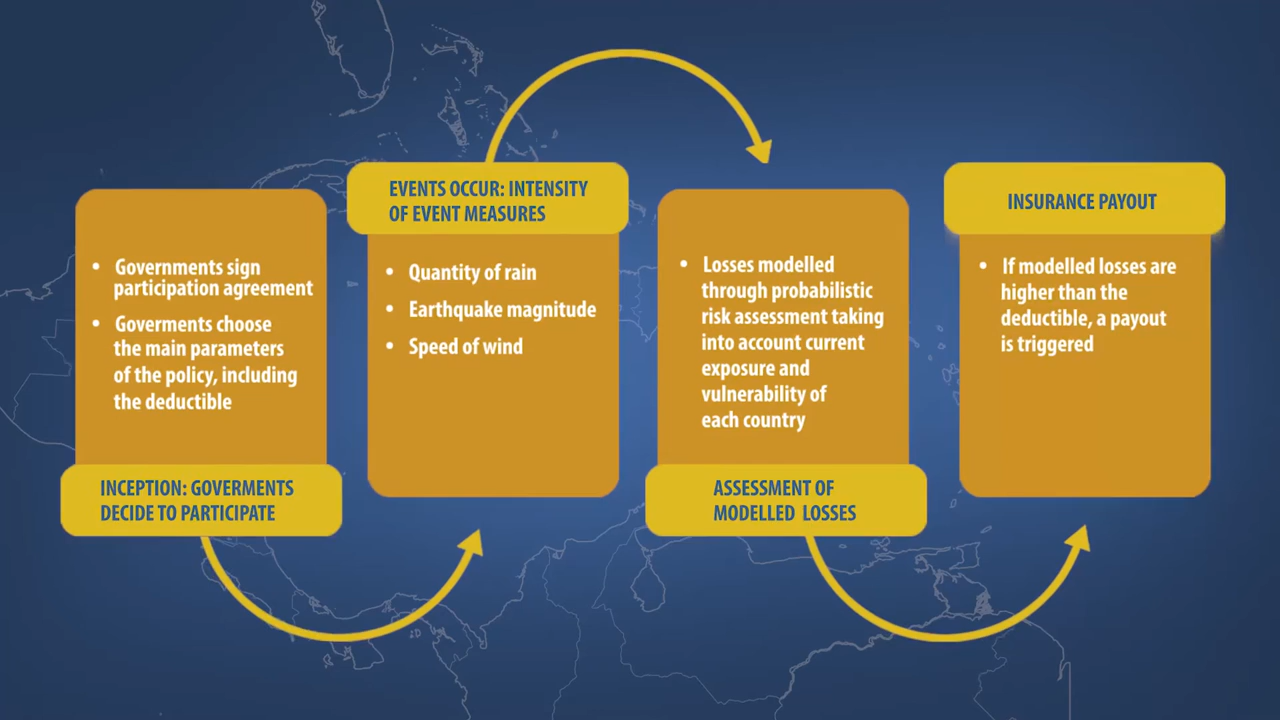 • Governments sign
participation agreement
• Goverments choose
the main parameters
of the policy, including
the deductible
INCEPTION: GOVERMENTS
DECIDE TO PARTICIPATE
EVENTS OCCUR: INTENSITY
OF EVENT MEASURES
• Quantity of rain
• Earthquake magnitude
• Speed of wind
• Losses modelled
through probabilistic
risk assessment taking
into account current
exposure and
vulnerability of
each country
ASSESSMENT OF
MODELLED LOSSES
INSURANCE PAYOUT
• If modelled losses are
higher than the
deductible, a payout
is triggered